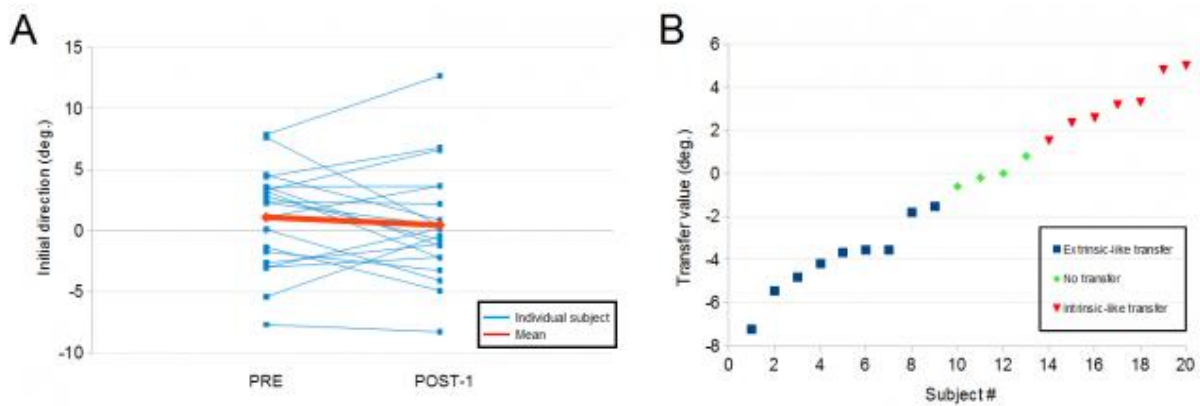 A
15
10
5
0
-5
-10
Initial direction (deg.)
PRE
POST-1
Individual subject
Mean
B
6
4
2
0
-2
-4
-6
-8
Transfer value (deg.)
0 2 4 6 8 10 12 14 16 18 20
Subject #
Extrinsic-like transfer
No transfer
Intrinsic-like transfer